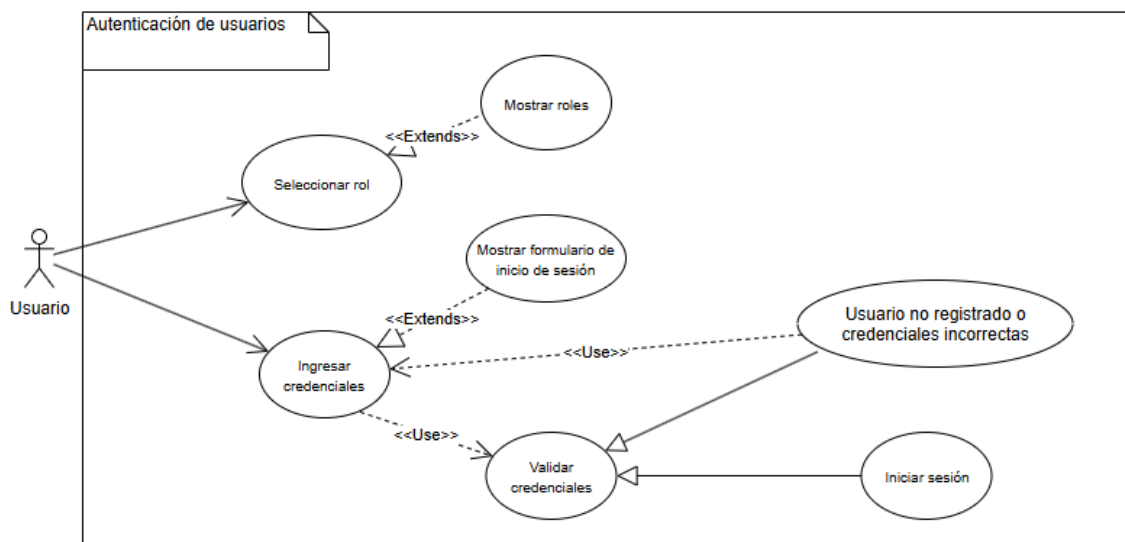 Autenticación de usuarios
Mostrar roles
<<Extends>>
Seleccionar rol
Mostrar formulario de
inicio de sesión
Usuario
<<Extends>>
Usuario no registrado o
credenciales incorrectas
<<Use>>
Ingresar
credenciales
<<Use>>
Validar
credenciales
Iniciar sesión